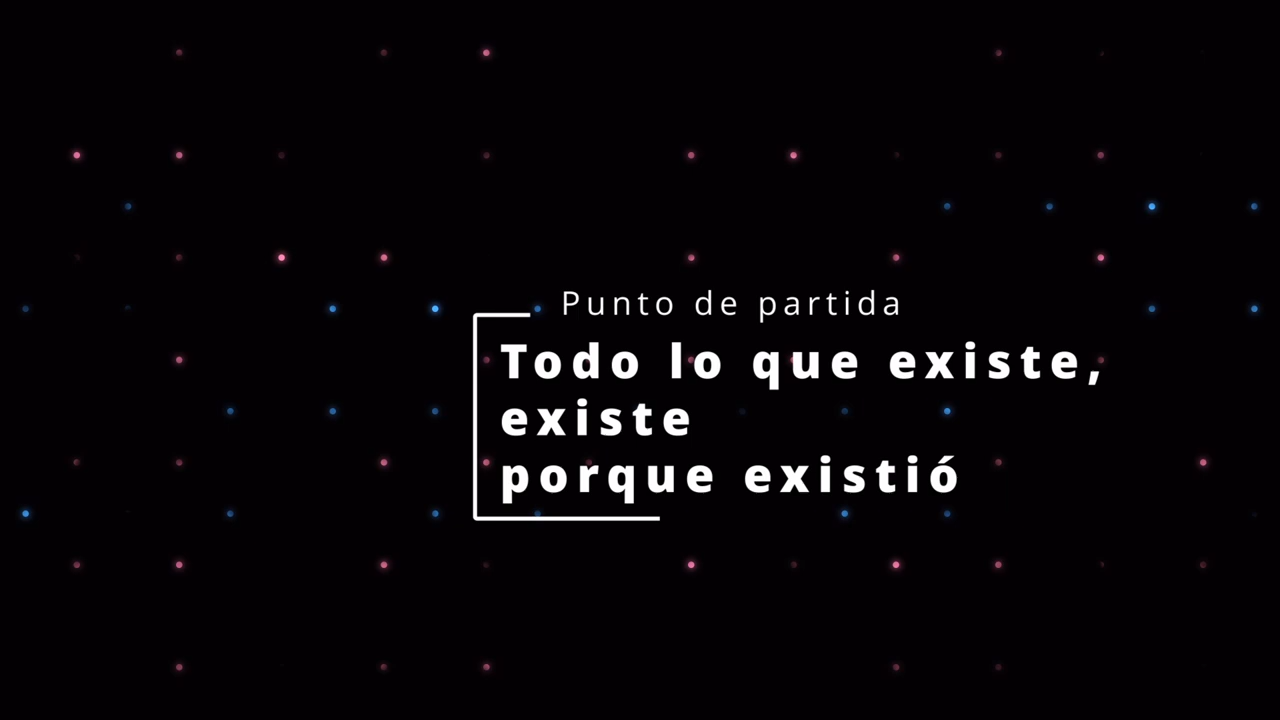 Punto de partida
Todo lo que existe,
existe
porque existió